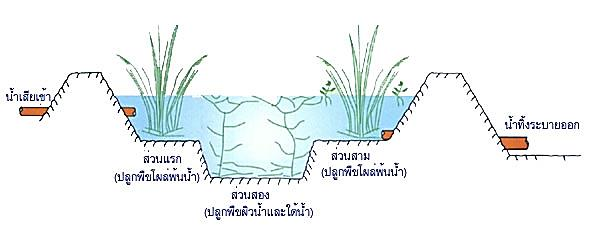 น้ำเสียเข้า
น้ำทิ้งระบายออก
ส่วนแรก
(ปลูกพืชโผล่พ้นน้ำ)
ส่วนสอง
(ปลูกพืชผิวน้ำและใต้น้ำ)
ส่วนสาม
(ปลูกพืชโผล่พ้นน้ำ)